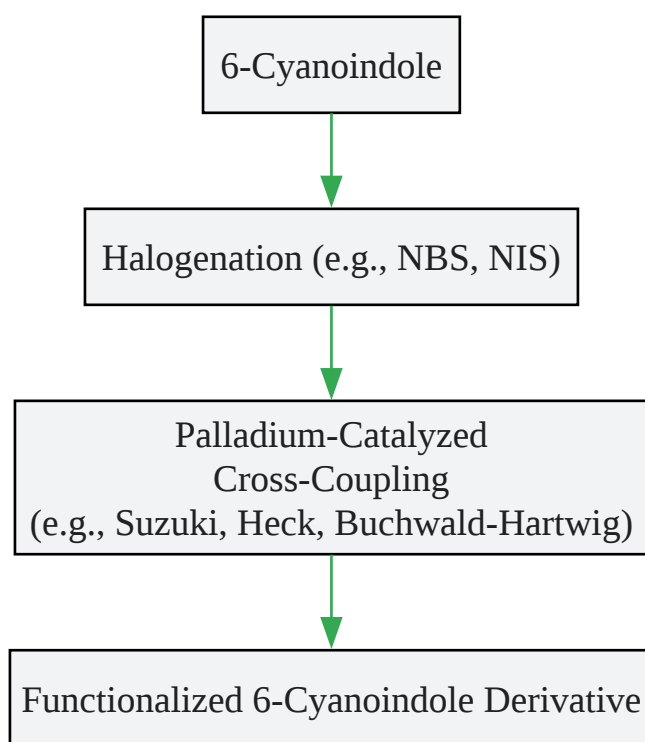 6-Cyanoindole
Halogenation (e.g., NBS, NIS)
Palladium-Catalyzed
Cross-Coupling
(e.g., Suzuki, Heck, Buchwald-Hartwig)
Functionalized 6-Cyanoindole Derivative